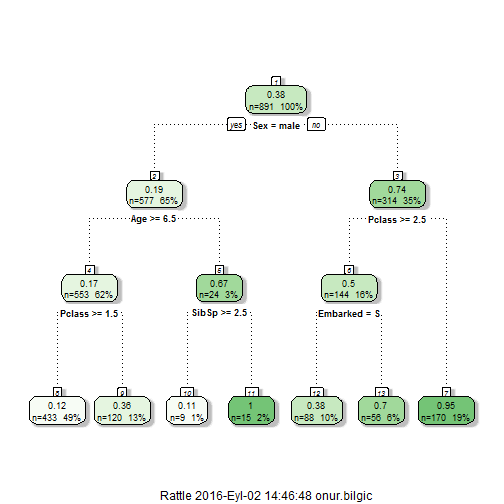 1
0.38
n=891 100%
yes Sex = male no
2 3
0.19 0.74
n=577 65% n=314 35%
Age >= 6.5 Pclass >= 2.5
4 5 6
0.17 0.67 0.5
n=553 62% n=24 3% n=144 16%
Pclass >= 1.5 SibSp >= 2.5 Embarked = S
8 9 10 11 12 13 7
0.12 0.36 0.11 1 0.38 0.7 0.95
n=433 49% n=120 13% n=9 1% n=15 2% n=88 10% n=56 6% n=170 19%
Rattle 2016-Eyl-02 14:46:48 onur.bilgic